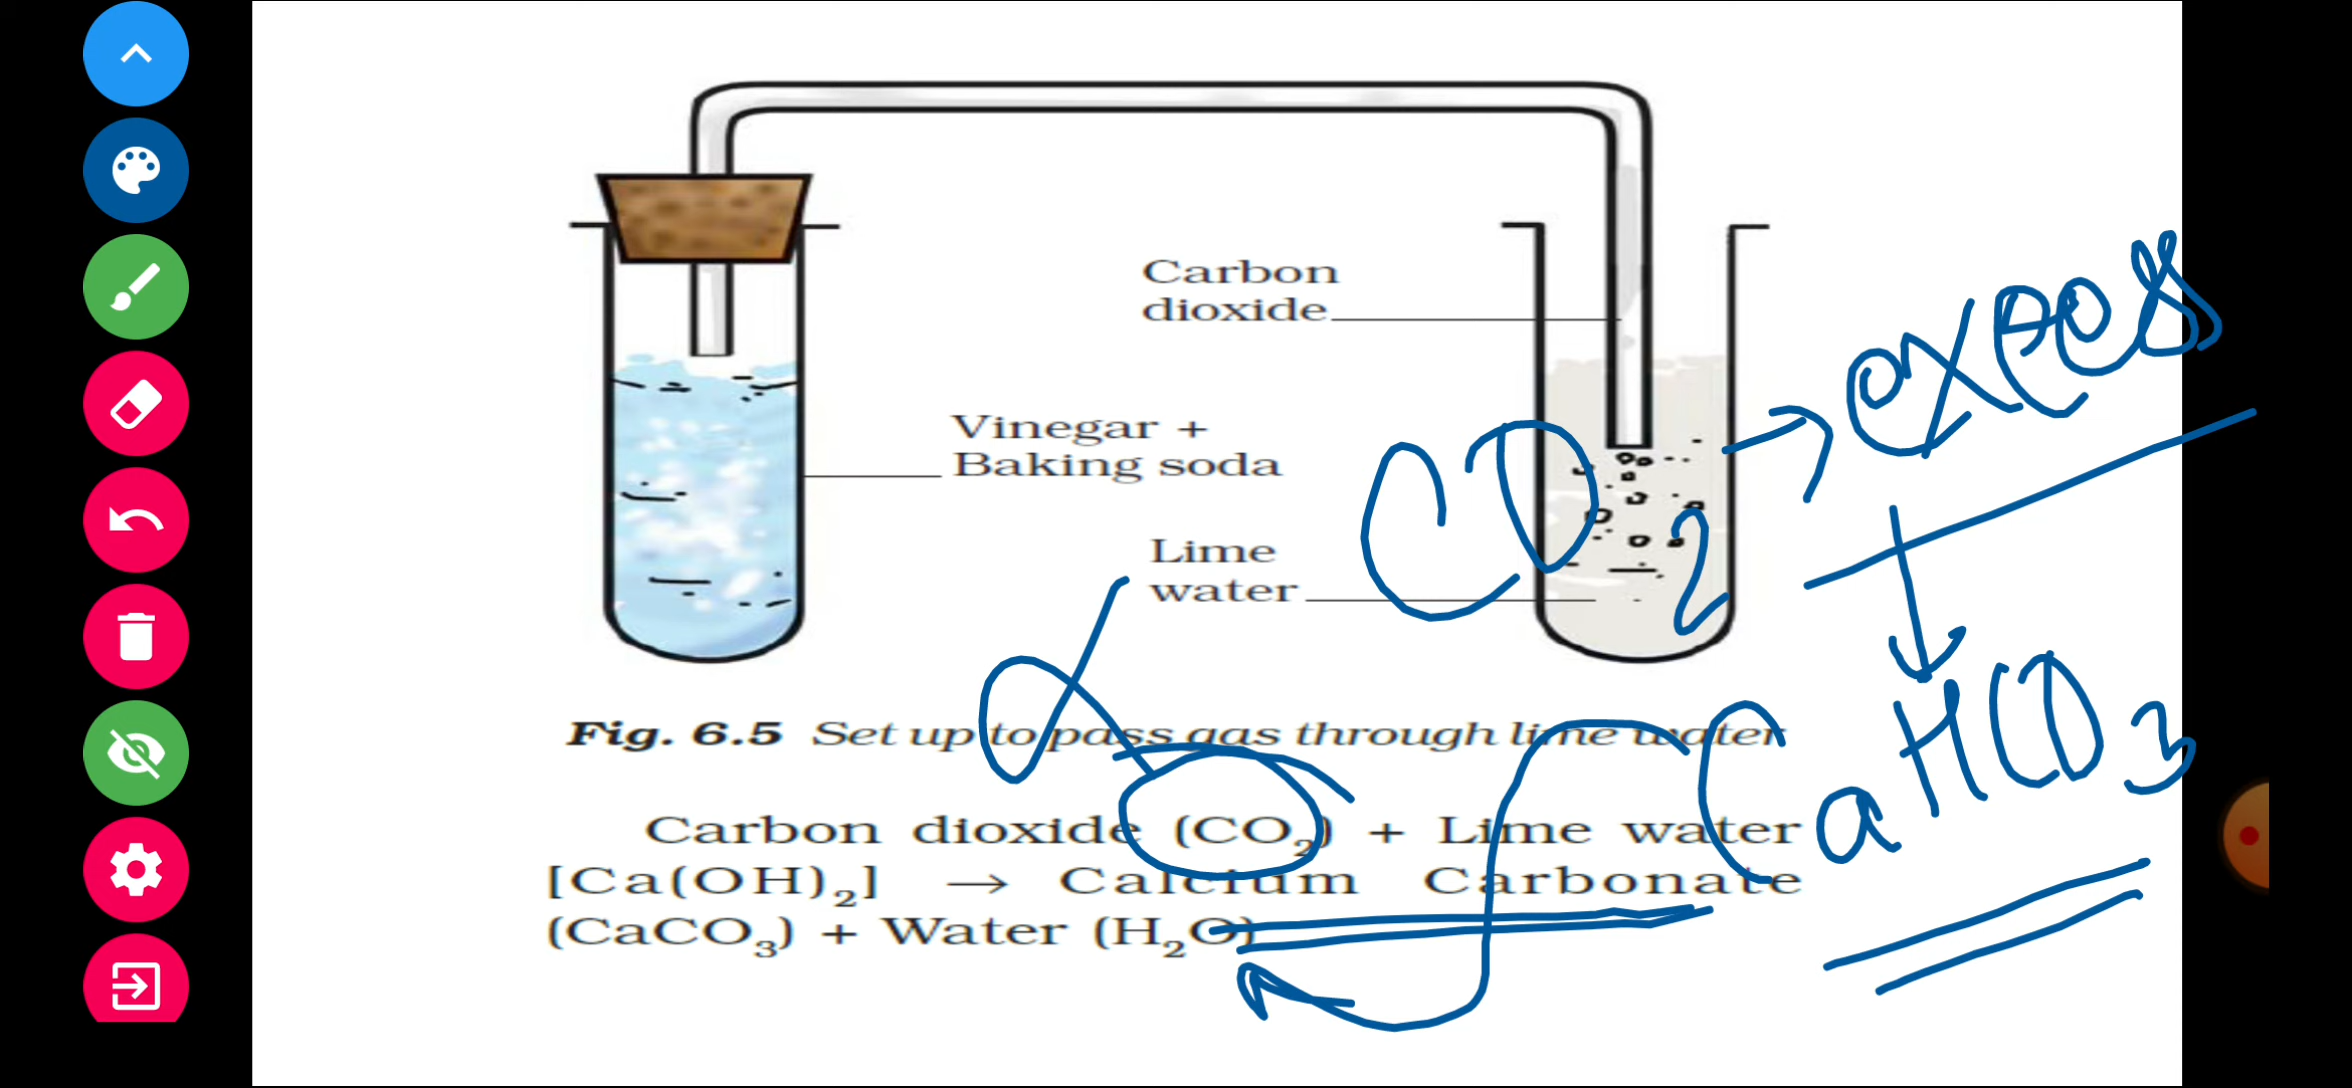 Carbon
dioxide
Vinegar +
Baking soda
Lime
water
CO2
exces
CaHCO3
Fig. 6.5 Set up to pass gas through lime water
Carbon dioxide (CO₂) + Lime water
[Ca(OH)₂] → Calcium Carbonate
(CaCO₃) + Water (H₂O)